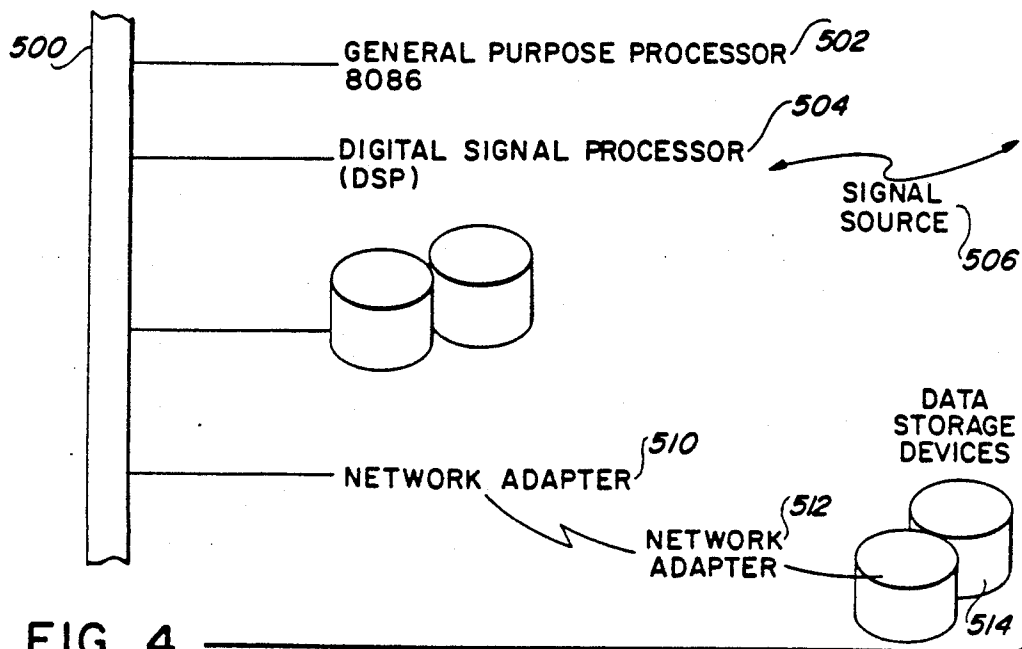 500
GENERAL PURPOSE PROCESSOR 502
8086
504
DIGITAL SIGNAL PROCESSOR
(DSP)
SIGNAL
SOURCE
506
DATA
STORAGE
DEVICES
NETWORK ADAPTER 510
NETWORK 512
ADAPTER
514
FIG 4